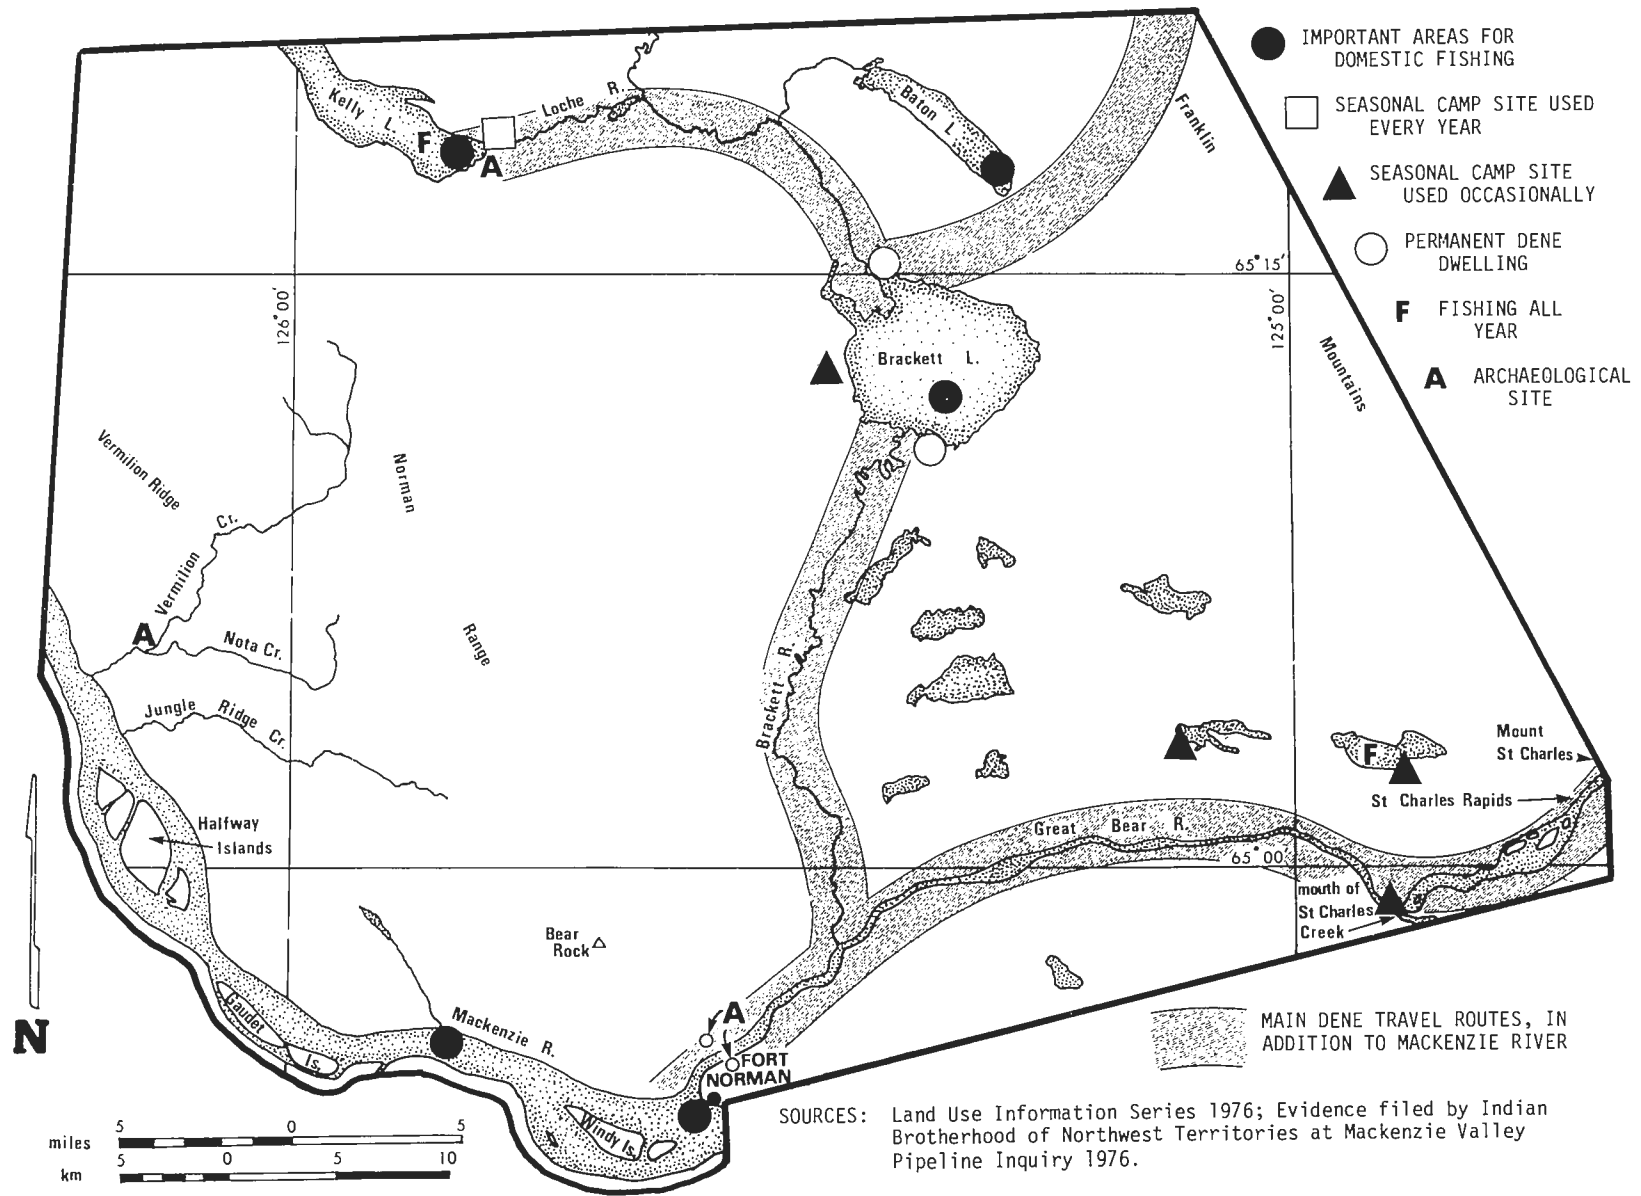 IMPORTANT AREAS FOR
DOMESTIC FISHING
SEASONAL CAMP SITE USED
EVERY YEAR
SEASONAL CAMP SITE
USED OCCASIONALLY
PERMANENT DENE
DWELLING
F FISHING ALL
YEAR
A ARCHAEOLOGICAL
SITE
Kelly L.
Loche R.
Baton L.
Franklin
F
A
65°15'
126°00'
125°00'
Brackett L.
Mountains
Vermilion Ridge
Norman
Vermilion Cr.
A
Nota Cr.
Range
Brackett R.
Jungle Ridge Cr.
Mount
St Charles
F
St Charles Rapids
Halfway
Islands
Great Bear R.
65°00'
mouth of
St Charles
Creek
Bear
Rock
Gaudet
Is.
Mackenzie R.
A
FORT
NORMAN
Windy Is.
N
MAIN DENE TRAVEL ROUTES, IN
ADDITION TO MACKENZIE RIVER
miles 5 0 5
km 5 0 5 10
SOURCES: Land Use Information Series 1976; Evidence filed by Indian
Brotherhood of Northwest Territories at Mackenzie Valley
Pipeline Inquiry 1976.